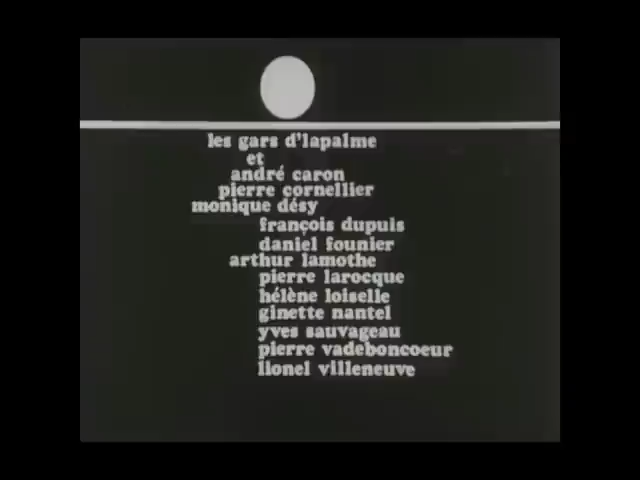 les gars d'lapalme
et
andré caron
pierre cornellier
monique désy
françois dupuis
daniel founier
arthur lamothe
pierre larocque
hélène loiselle
ginette nantel
yves sauvageau
pierre vadeboncoeur
lionel villeneuve